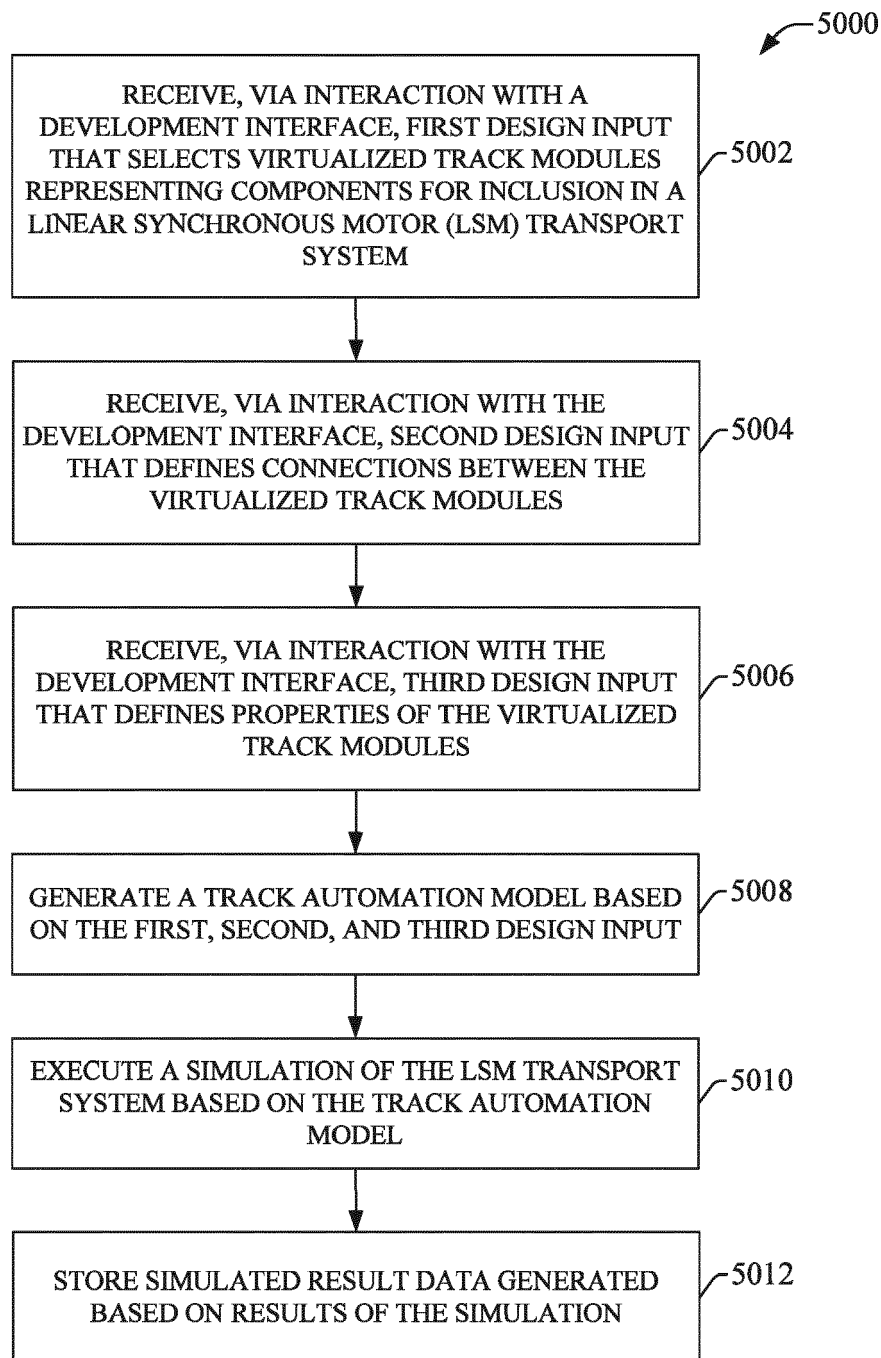 5000
RECEIVE, VIA INTERACTION WITH A
DEVELOPMENT INTERFACE, FIRST DESIGN INPUT
THAT SELECTS VIRTUALIZED TRACK MODULES
REPRESENTING COMPONENTS FOR INCLUSION IN A
LINEAR SYNCHRONOUS MOTOR (LSM) TRANSPORT
SYSTEM
5002
RECEIVE, VIA INTERACTION WITH THE
DEVELOPMENT INTERFACE, SECOND DESIGN INPUT
THAT DEFINES CONNECTIONS BETWEEN THE
VIRTUALIZED TRACK MODULES
5004
RECEIVE, VIA INTERACTION WITH THE
DEVELOPMENT INTERFACE, THIRD DESIGN INPUT
THAT DEFINES PROPERTIES OF THE VIRTUALIZED
TRACK MODULES
5006
GENERATE A TRACK AUTOMATION MODEL BASED
ON THE FIRST, SECOND, AND THIRD DESIGN INPUT
5008
EXECUTE A SIMULATION OF THE LSM TRANSPORT
SYSTEM BASED ON THE TRACK AUTOMATION
MODEL
5010
STORE SIMULATED RESULT DATA GENERATED
BASED ON RESULTS OF THE SIMULATION
5012